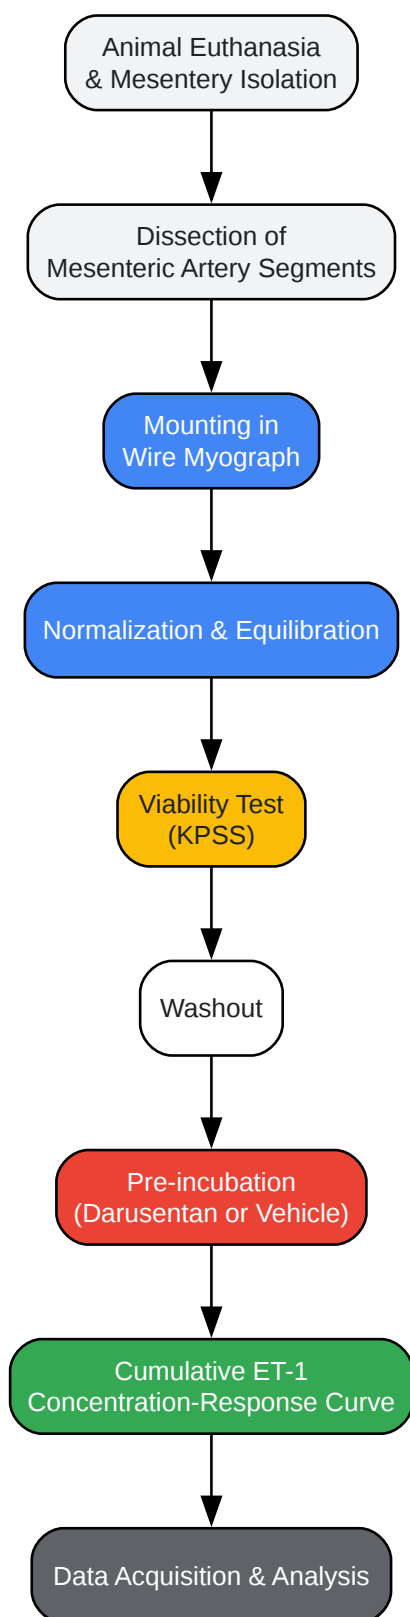 Animal Euthanasia
& Mesentery Isolation
Dissection of
Mesenteric Artery Segments
Mounting in
Wire Myograph
Normalization & Equilibration
Viability Test
(KPSS)
Washout
Pre-incubation
(Darusentan or Vehicle)
Cumulative ET-1
Concentration-Response Curve
Data Acquisition & Analysis